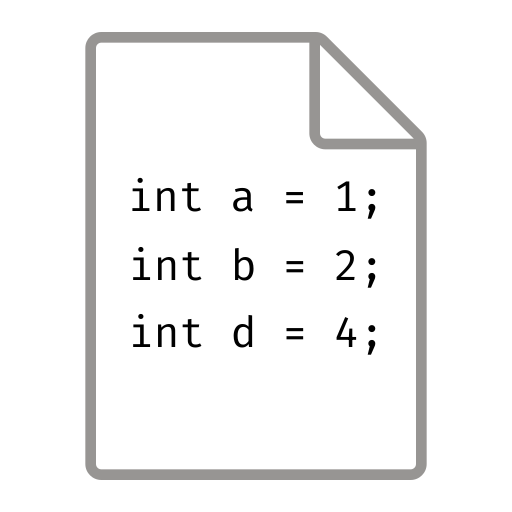 int a = 1;
int b = 2;
int d = 4;